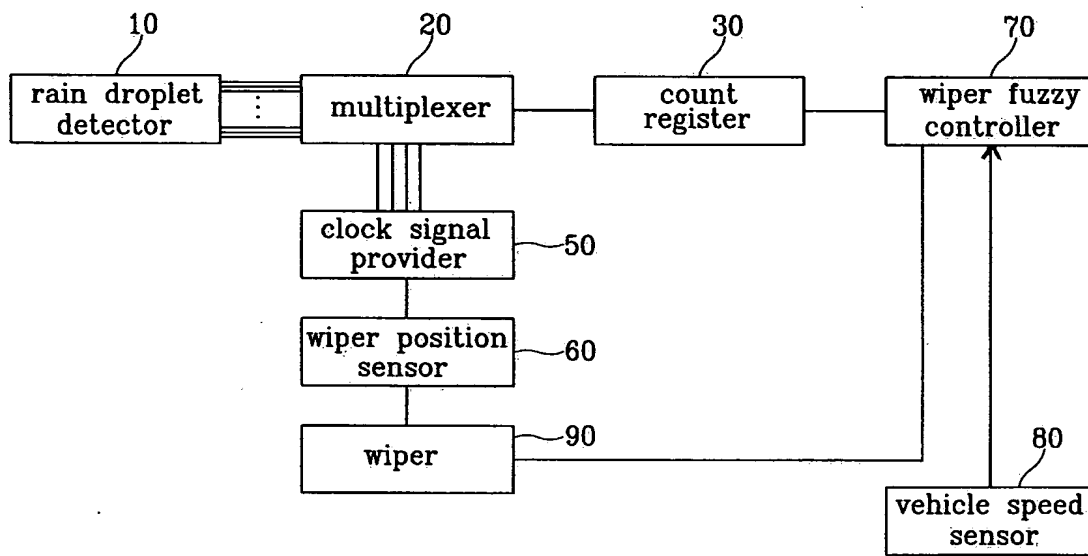 10
20
30
70
rain droplet
detector
multiplexer
count
register
wiper fuzzy
controller
clock signal
provider
50
wiper position
sensor
60
wiper
90
80
vehicle speed
sensor